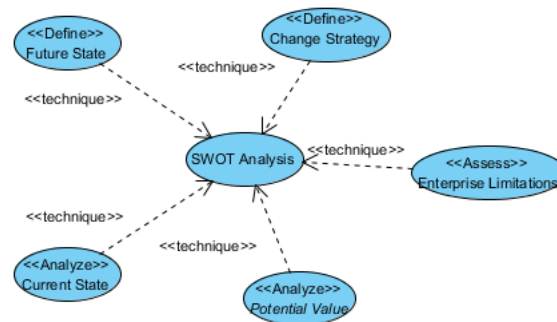 <<Define>>
Future State
<<Define>>
Change Strategy
<<technique>>
<<technique>>
SWOT Analysis
<<technique>>
<<Assess>>
Enterprise Limitations
<<technique>>
<<technique>>
<<Analyze>>
Current State
<<Analyze>>
Potential Value